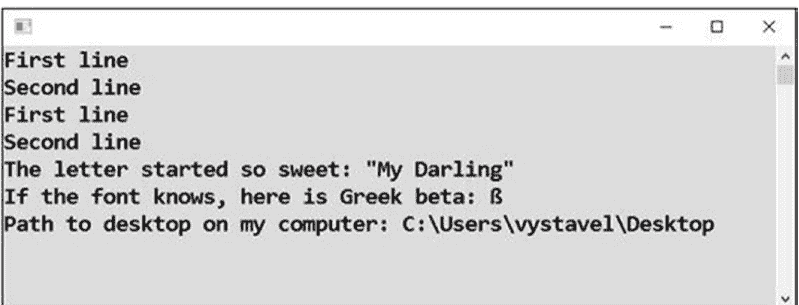 First line
Second line
First line
Second line
The letter started so sweet: "My Darling"
If the font knows, here is Greek beta: ß
Path to desktop on my computer: C:\Users\vystavel\Desktop